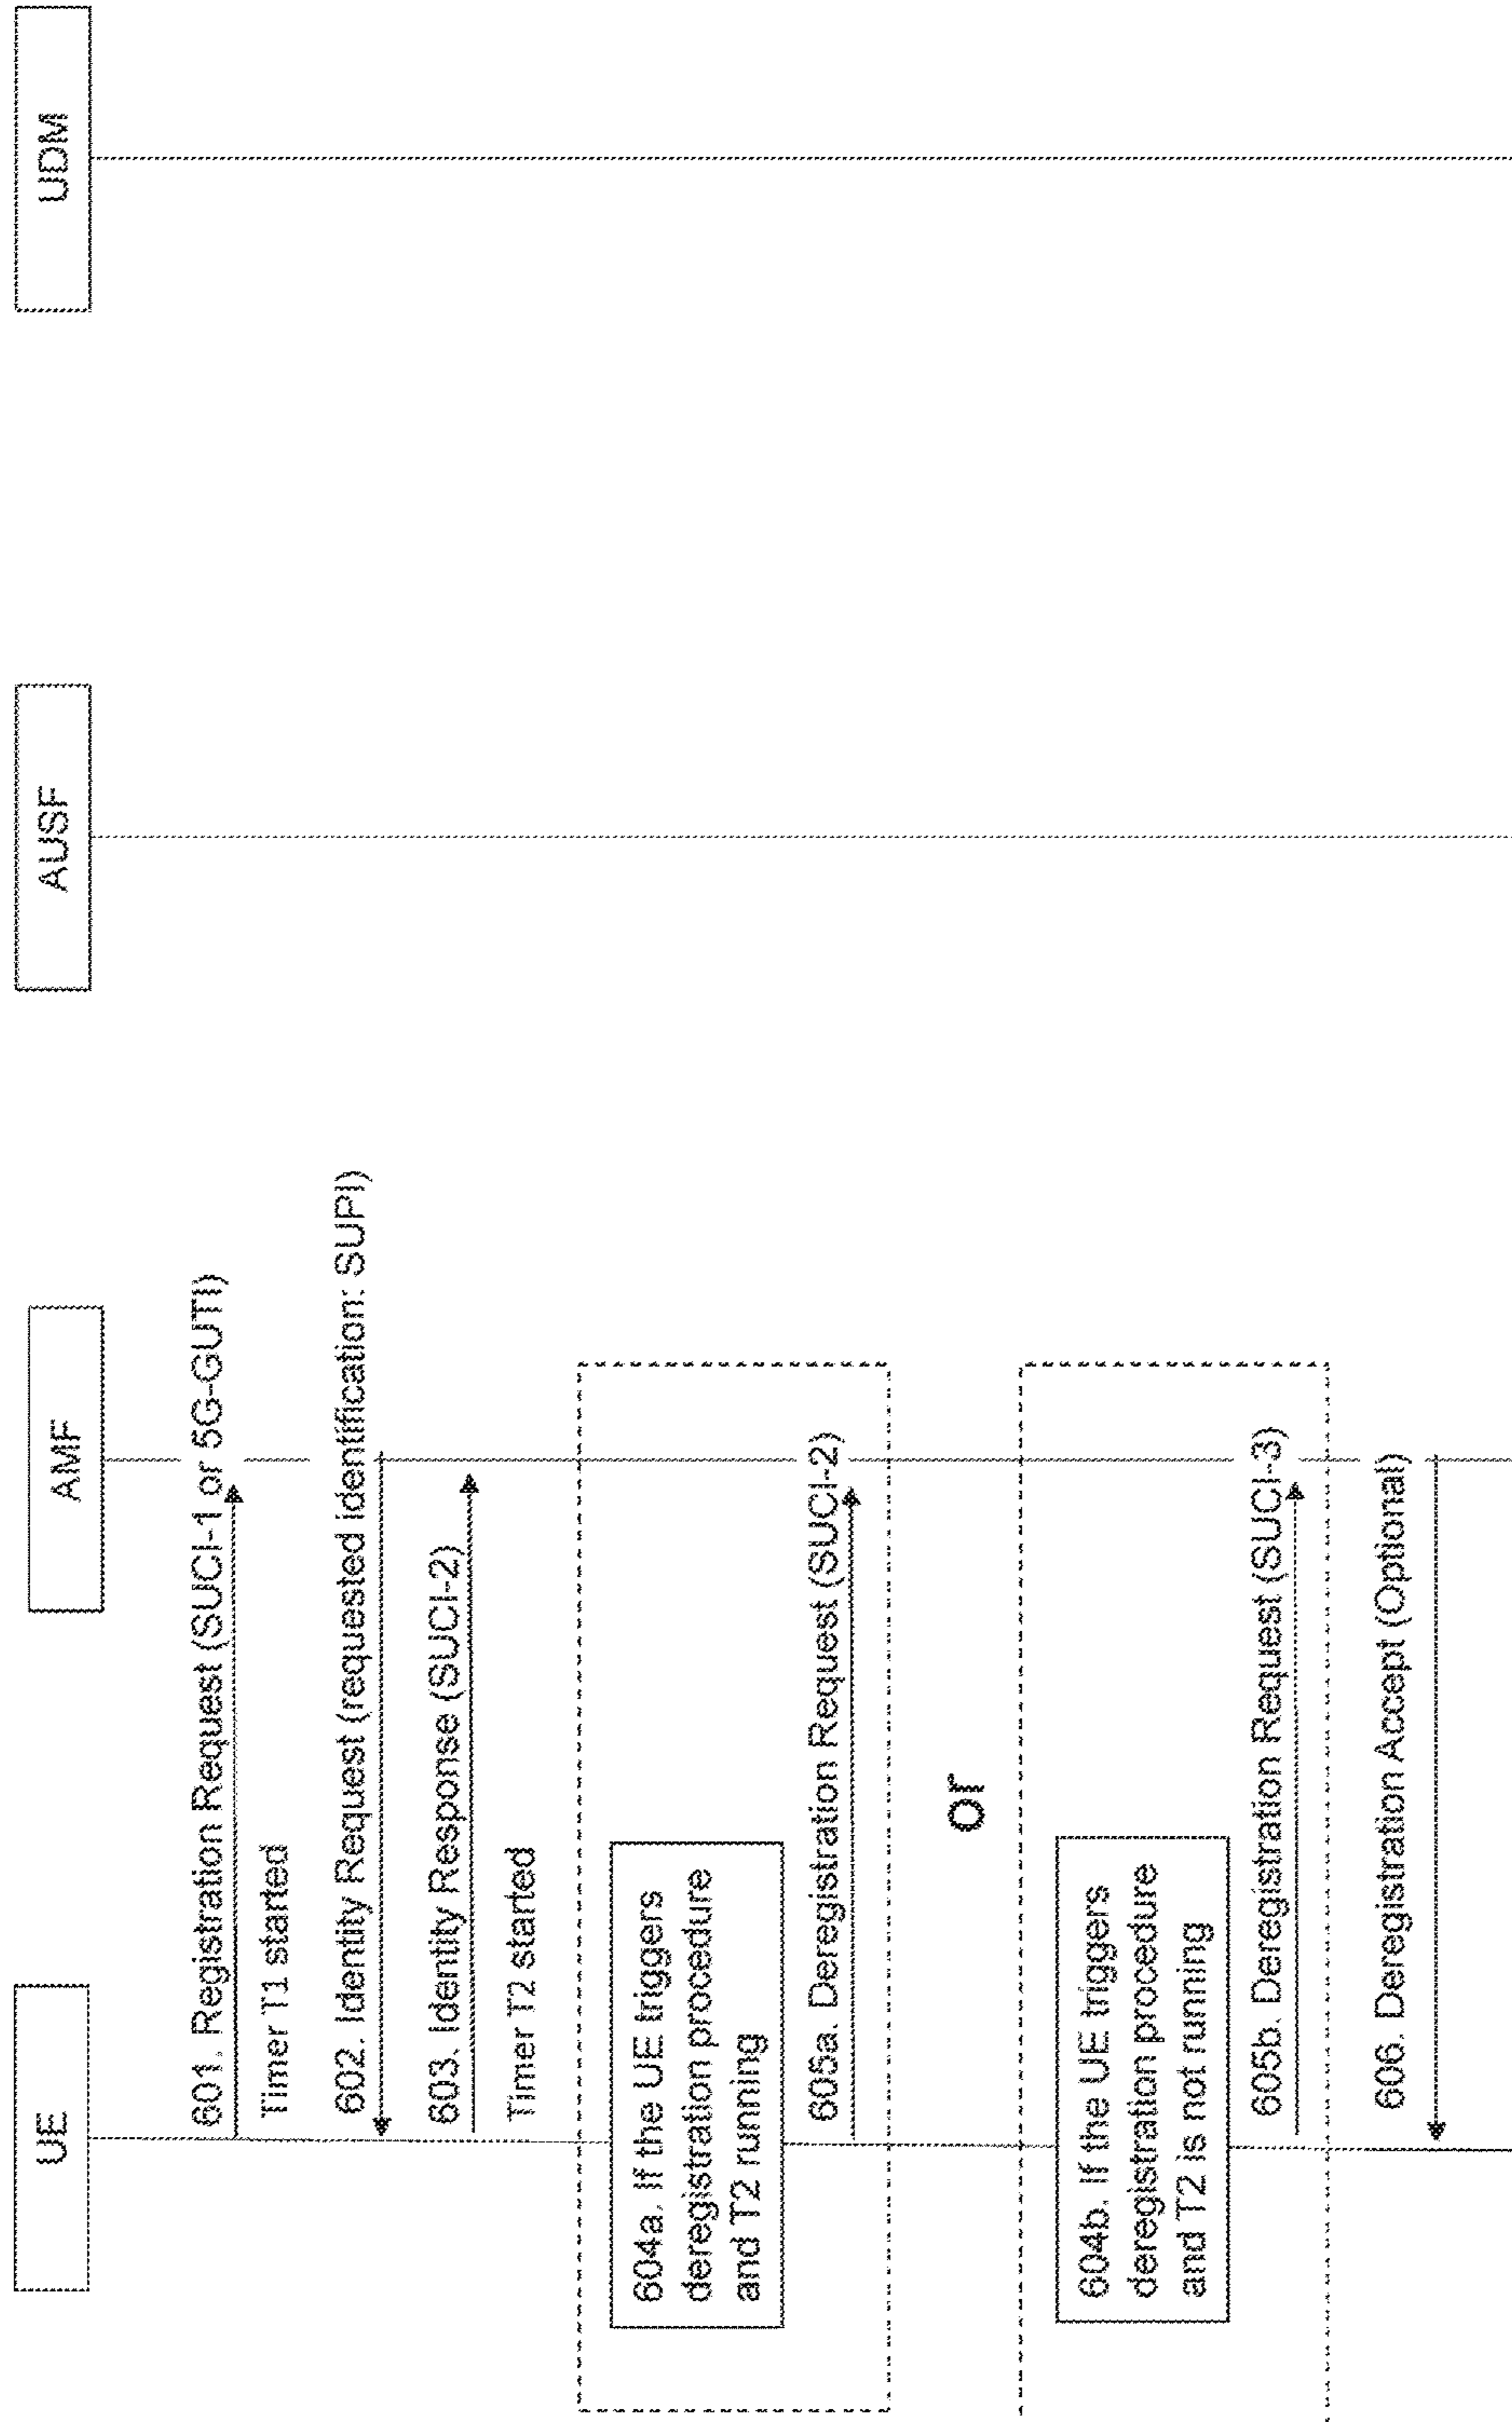 UE
AMF
AUSF
UDM
601. Registration Request (SUCI-1 or 5G-GUTI)
Timer T1 started
602. Identity Request (requested identification: SUPI)
603. Identity Response (SUCI-2)
Timer T2 started
604a. If the UE triggers
deregistration procedure
and T2 running
605a. Deregistration Request (SUCI-2)
or
604b. If the UE triggers
deregistration procedure
and T2 is not running
605b. Deregistration Request (SUCI-3)
606. Deregistration Accept (Optional)